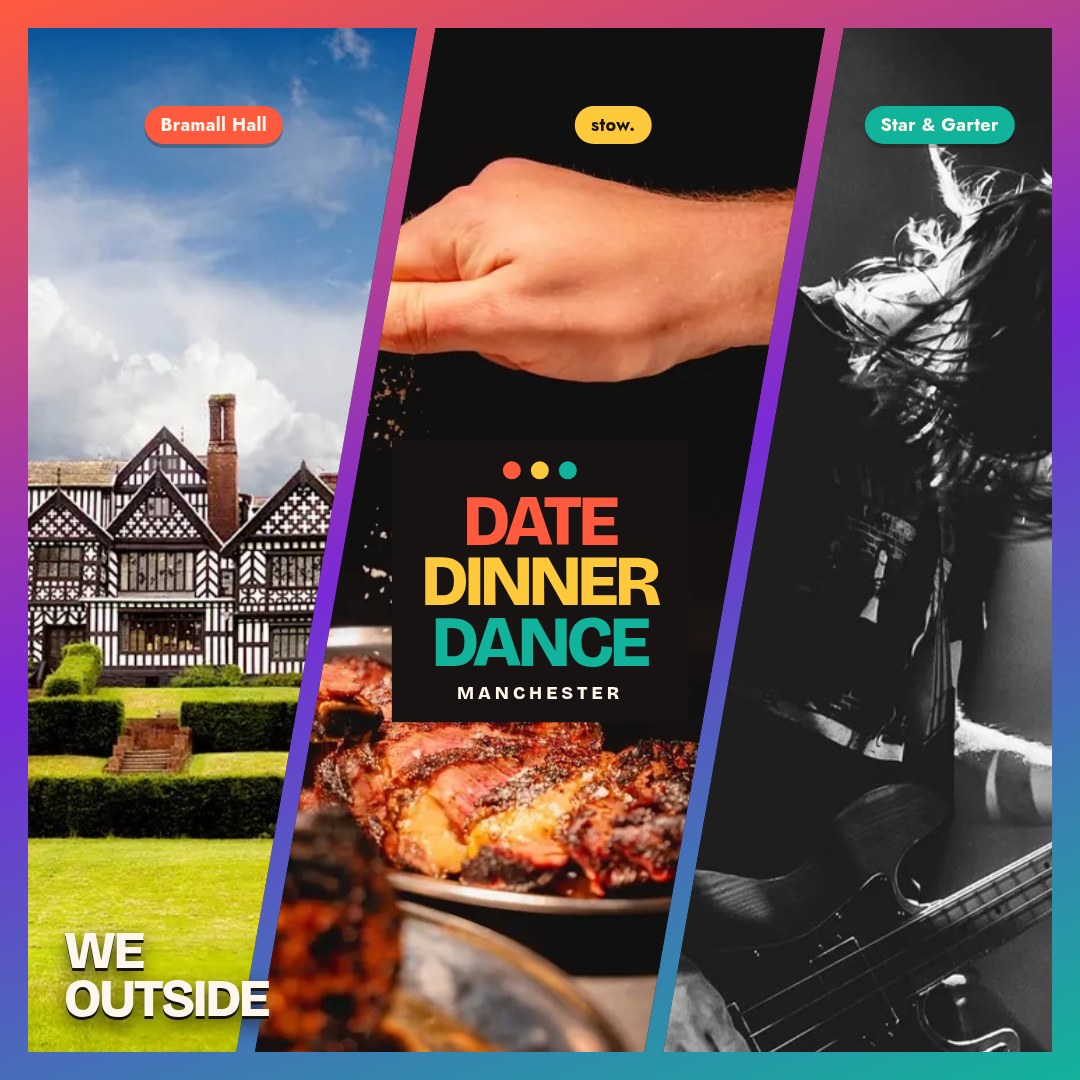 Bramall Hall
stow.
Star & Garter
DATE
DINNER
DANCE
MANCHESTER
WE
OUTSIDE